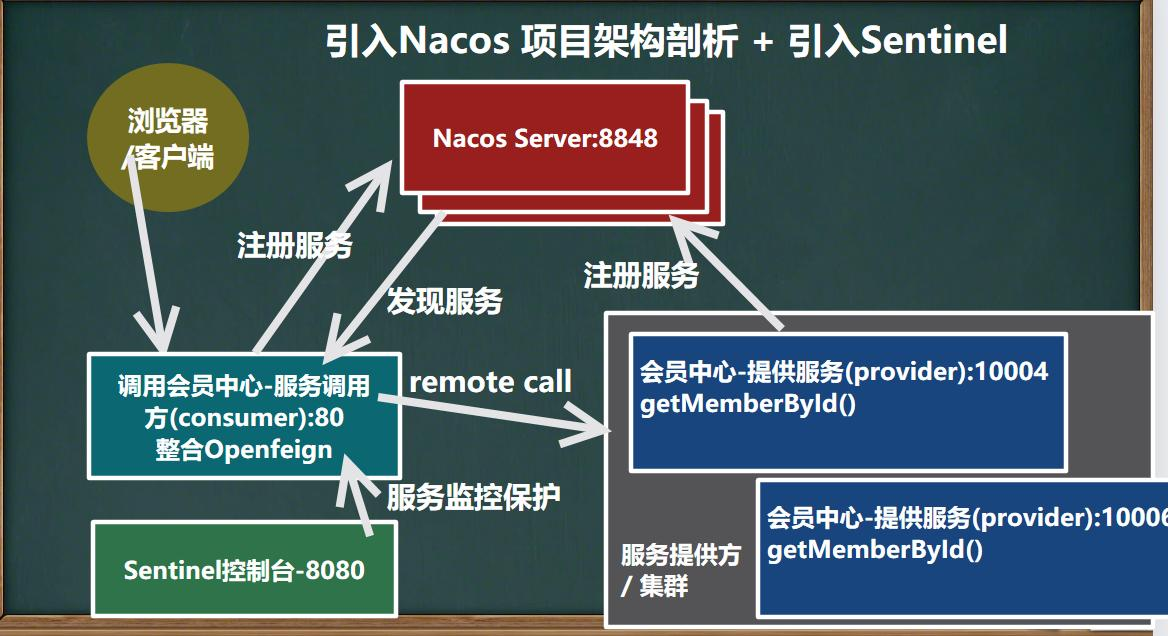 引入Nacos 项目架构剖析 + 引入Sentinel
浏览器
/客户端
Nacos Server:8848
注册服务
发现服务
注册服务
调用会员中心-服务调用
方(consumer):80
整合Openfeign
remote call
会员中心-提供服务(provider):10004
getMemberById()
服务监控保护
会员中心-提供服务(provider):10006
getMemberById()
服务提供方
/ 集群
Sentinel控制台-8080